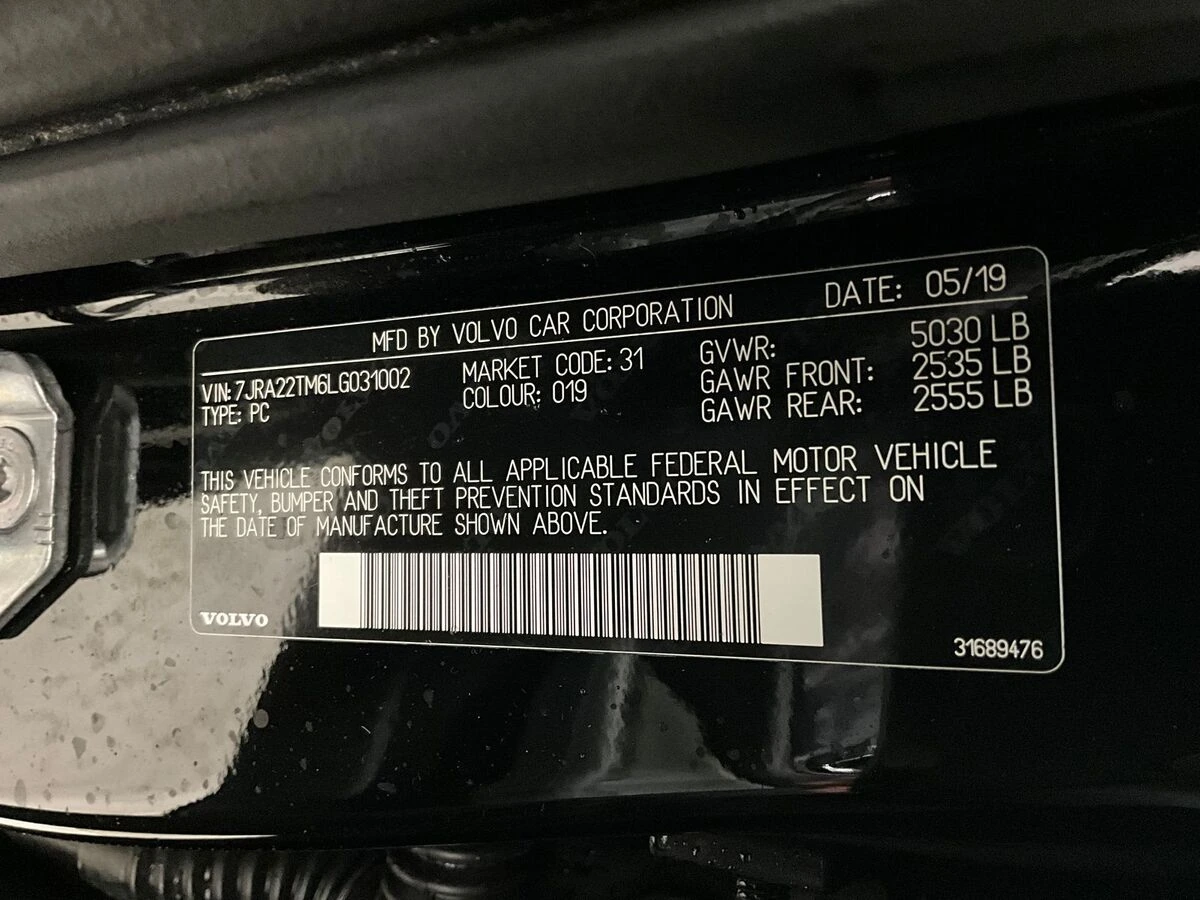 MFD BY VOLVO CAR CORPORATION DATE: 05/19
VIN: 7JRA22TM6LG031002 MARKET CODE: 31 GVWR: 5030 LB
TYPE: PC COLOUR: 019 GAWR FRONT: 2535 LB
GAWR REAR: 2555 LB
THIS VEHICLE CONFORMS TO ALL APPLICABLE FEDERAL MOTOR VEHICLE
SAFETY, BUMPER AND THEFT PREVENTION STANDARDS IN EFFECT ON
THE DATE OF MANUFACTURE SHOWN ABOVE.
VOLVO
31689476